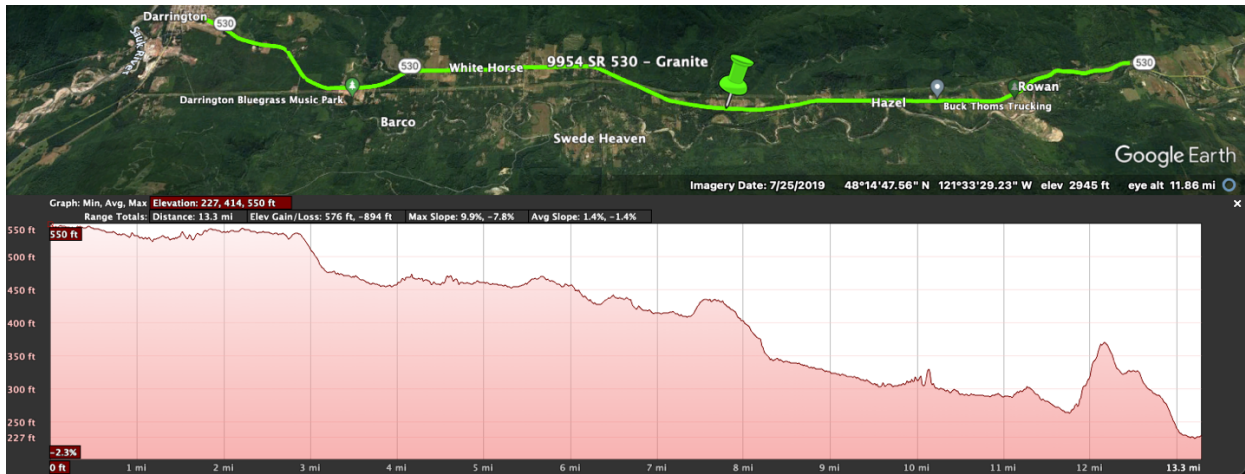 Darrington
530
Sauk River
530
White Horse
9954 SR 530 - Granite
530
Rowan
Darrington Bluegrass Music Park
Hazel
Buck Thoms Trucking
Barco
Swede Heaven
Google Earth
Imagery Date: 7/25/2019 48°14'47.56" N 121°33'29.23" W elev 2945 ft eye alt 11.86 mi
Graph: Min, Avg, Max Elevation: 227, 414, 550 ft
Range Totals: Distance: 13.3 mi Elev Gain/Loss: 576 ft, -894 ft Max Slope: 9.9%, -7.8% Avg Slope: 1.4%, -1.4%
550 ft
550 ft
500 ft
450 ft
400 ft
350 ft
300 ft
250 ft
227 ft
-2.3%
0 ft 1 mi 2 mi 3 mi 4 mi 5 mi 6 mi 7 mi 8 mi 9 mi 10 mi 11 mi 12 mi 13.3 mi